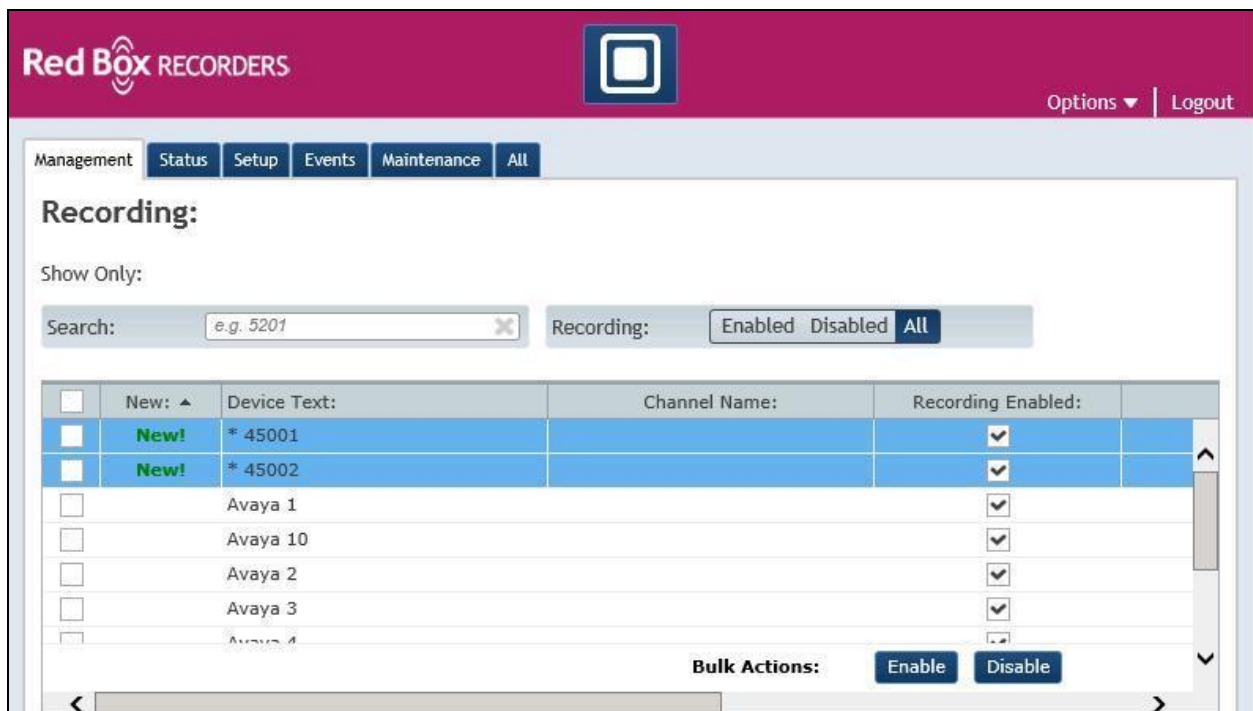 Red Box RECORDERS
Options ▼ | Logout
Management Status Setup Events Maintenance All
Recording:
Show Only:
Search: e.g. 5201 Recording: Enabled Disabled All
New: ▲ Device Text: Channel Name: Recording Enabled:
New! * 45001
New! * 45002
Avaya 1
Avaya 10
Avaya 2
Avaya 3
Avaya 4
Bulk Actions: Enable Disable